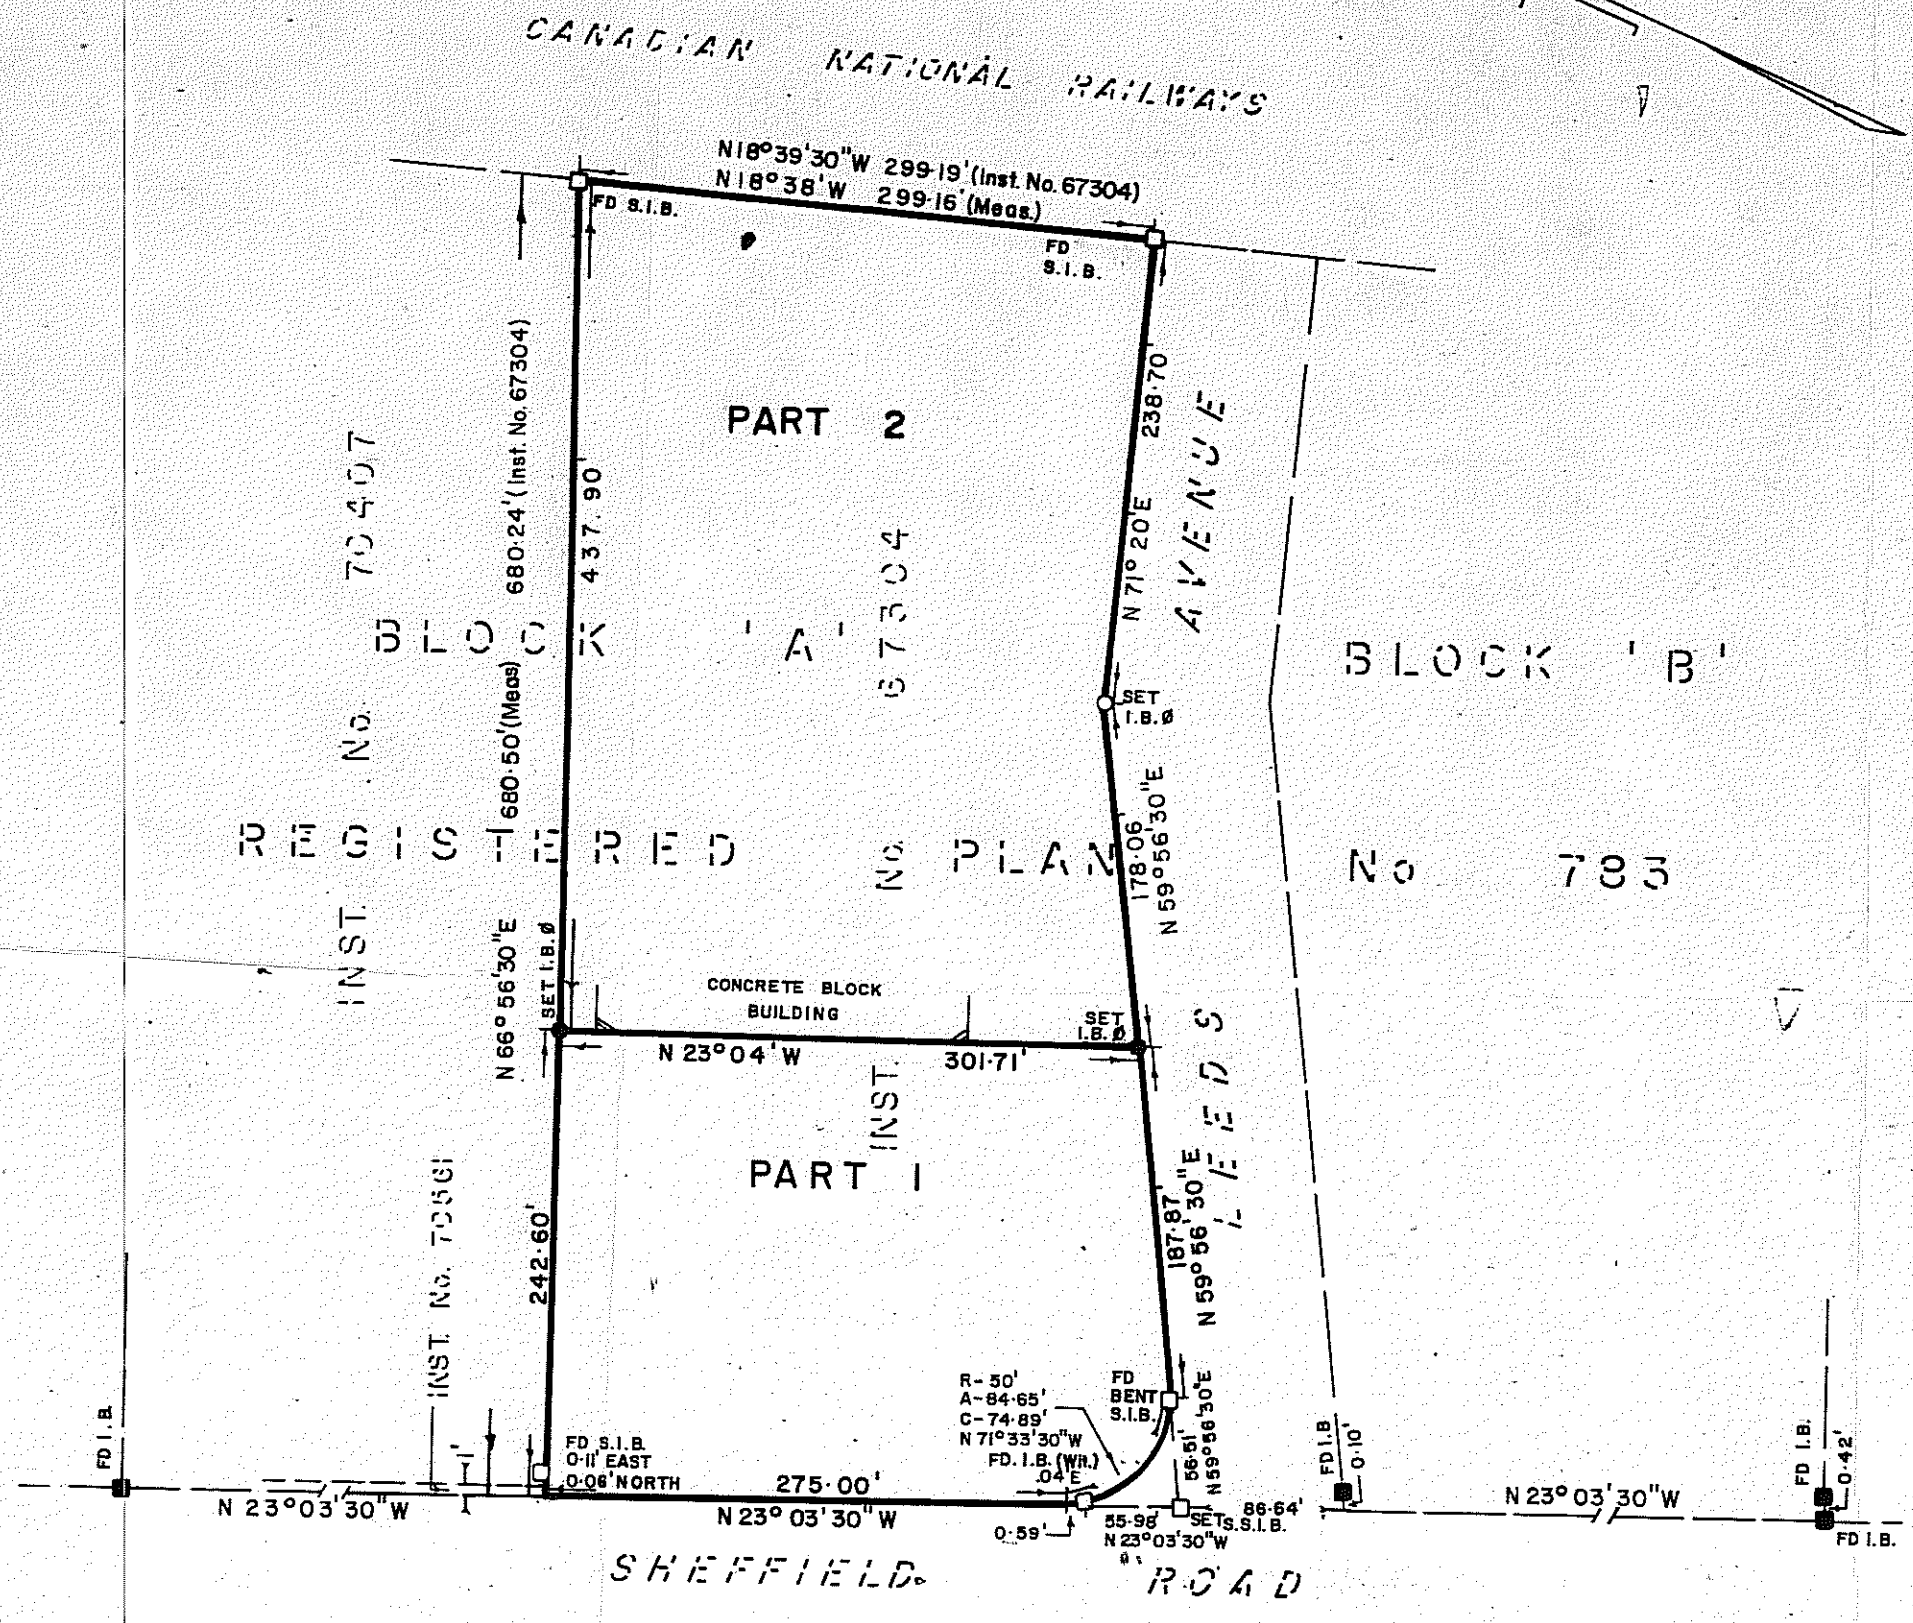 CANADIAN NATIONAL RAILWAYS
N18°39'30"W 299·19' (Inst. No. 67304)
N18°38'W 299·16' (Meas.)
FD S.I.B.
FD
S.I.B.
680·24' (Inst. No. 67304)
680·50' (Meas)
N 66° 56' 30" E
437.90'
PART 2
238.70'
N 71° 20' E
LEEDS AVENUE
INST. No. 70407
INST. No. 67304
BLOCK 'A'
BLOCK 'B'
SET
I.B.Ø
178·06'
N 59° 56' 30" E
REGISTERED PLAN No 785
SET I.B.Ø
CONCRETE BLOCK
BUILDING
SET
I.B.Ø
N 23° 04' W 301·71'
PART 1
242.60'
INST. No.
187·87
N 59° 56' 30" E
R- 50'
A-84·65'
C-74·89'
N 71° 33' 30" W
FD. I.B. (Wit.)
.04' E
FD
BENT
S.I.B.
56·51'
N 59° 56' 30" E
FD I.B.
FD S.I.B.
0·11' EAST
0·06' NORTH
1'
275·00'
N 23° 03' 30" W
N 23° 03' 30" W
0·59'
55·98'
N 23° 03' 30" W
SET S.S.I.B.
86·64'
FD I.B
0·10'
N 23° 03' 30" W
FD I.B.
0·42'
FD I.B.
SHEFFIELD ROAD